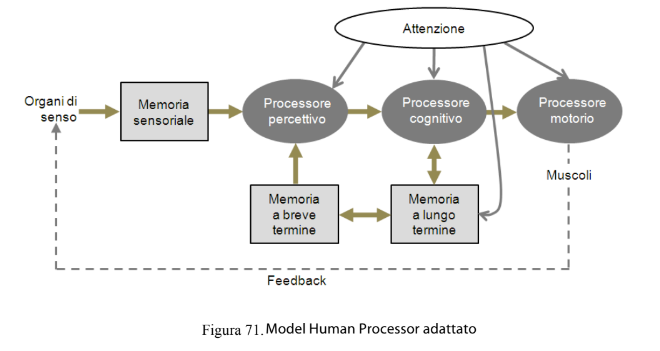 Attenzione
Organi di
senso
Memoria
sensoriale
Processore
percettivo
Processore
cognitivo
Processore
motorio
Muscoli
Memoria
a breve
termine
Memoria
a lungo
termine
Feedback
Figura 71. Model Human Processor adattato